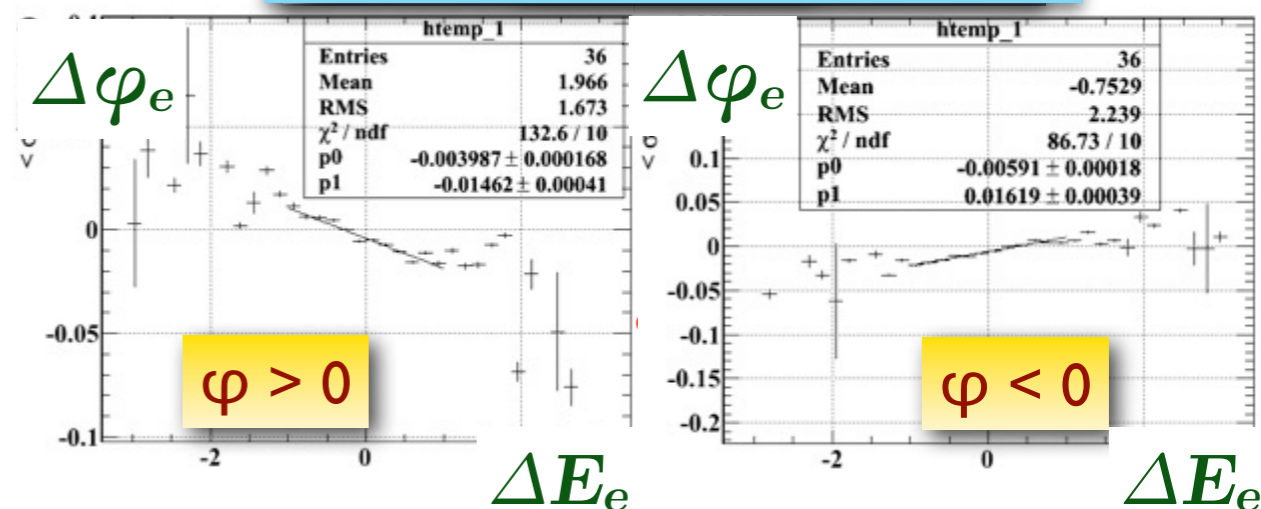 Δφe
htemp_1
Entries 36
Mean 1.966
RMS 1.673
χ² / ndf 132.6 / 10
p0 -0.003987 ± 0.000168
p1 -0.01462 ± 0.00041
0
-0.05
-0.1
-2 0
φ > 0
ΔEe
Δφe
htemp_1
Entries 36
Mean -0.7529
RMS 2.239
χ² / ndf 86.73 / 10
p0 -0.00591 ± 0.00018
p1 0.01619 ± 0.00039
0.1
0.05
0
-0.05
-0.1
-0.15
-0.2
-2 0
φ < 0
ΔEe